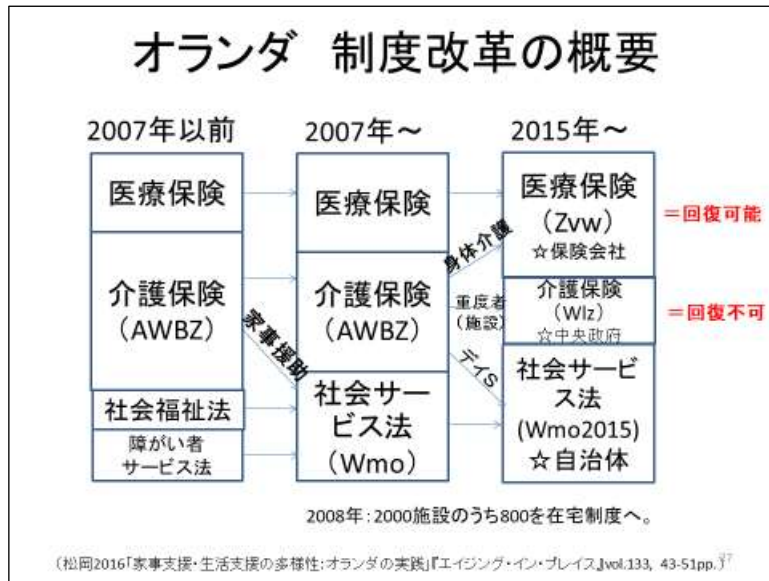 オランダ 制度改革の概要
2007年以前
2007年～
2015年～
医療保険
介護保険
(AWBZ)
社会福祉法
障がい者
サービス法
家事援助
医療保険
介護保険
(AWBZ)
社会サー
ビス法
(Wmo)
身体介護
重度者
(施設)
デイS
医療保険
(Zvw)
☆保険会社
介護保険
(Wlz)
☆中央政府
社会サービ
ス法
(Wmo2015)
☆自治体
＝回復可能
＝回復不可
2008年：2000施設のうち800を在宅制度へ。
(松岡2016「家事支援・生活支援の多様性：オランダの実践」『エイジング・イン・プレイス』vol.133, 43-51pp.)